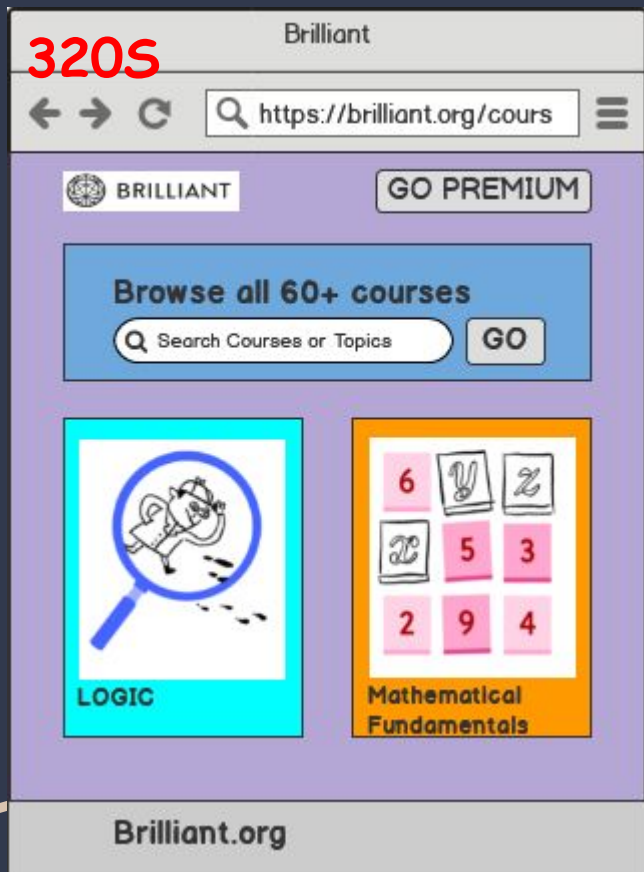 Brilliant
320S
https://brilliant.org/cours
BRILLIANT
GO PREMIUM
Browse all 60+ courses
Search Courses or Topics
GO
6 y z
x 5 3
2 9 4
LOGIC
Mathematical
Fundamentals
Brilliant.org